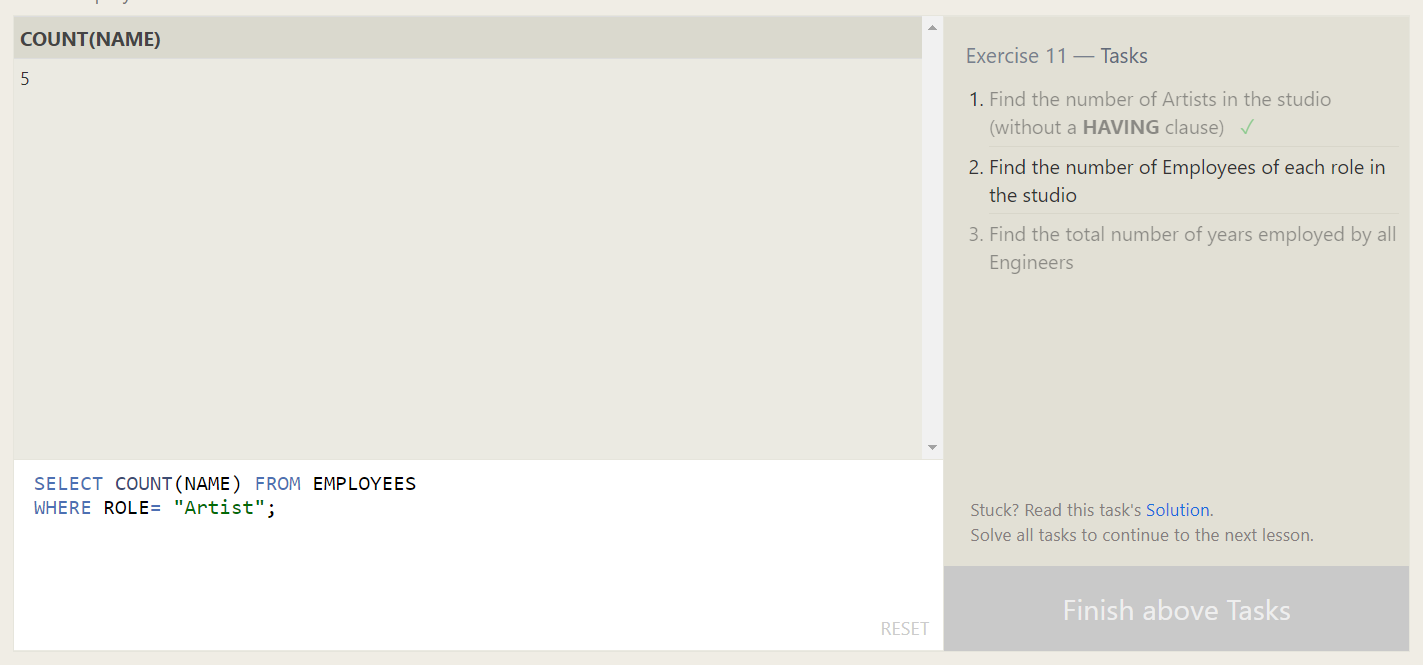 COUNT(NAME)
5
SELECT COUNT(NAME) FROM EMPLOYEES
WHERE ROLE= "Artist";
RESET
Exercise 11 — Tasks
1. Find the number of Artists in the studio
(without a HAVING clause) ✓
2. Find the number of Employees of each role in
the studio
3. Find the total number of years employed by all
Engineers
Stuck? Read this task's Solution.
Solve all tasks to continue to the next lesson.
Finish above Tasks